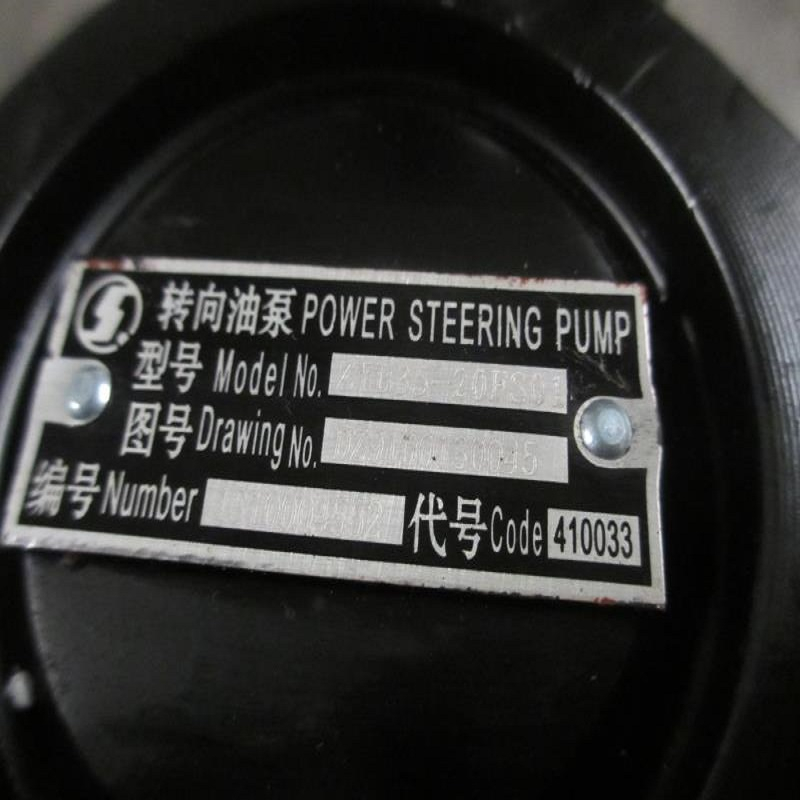 转向油泵 POWER STEERING PUMP
型号 Model No.
图号 Drawing No.
编号 Number 代号 Code 410033